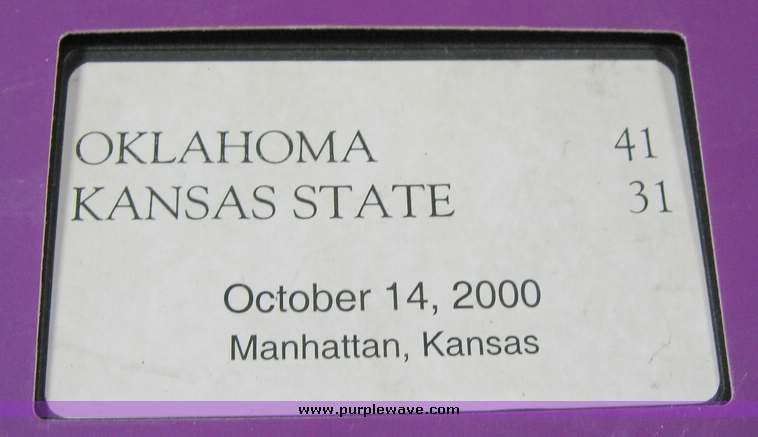 OKLAHOMA 41
KANSAS STATE 31
October 14, 2000
Manhattan, Kansas
www.purplewave.com